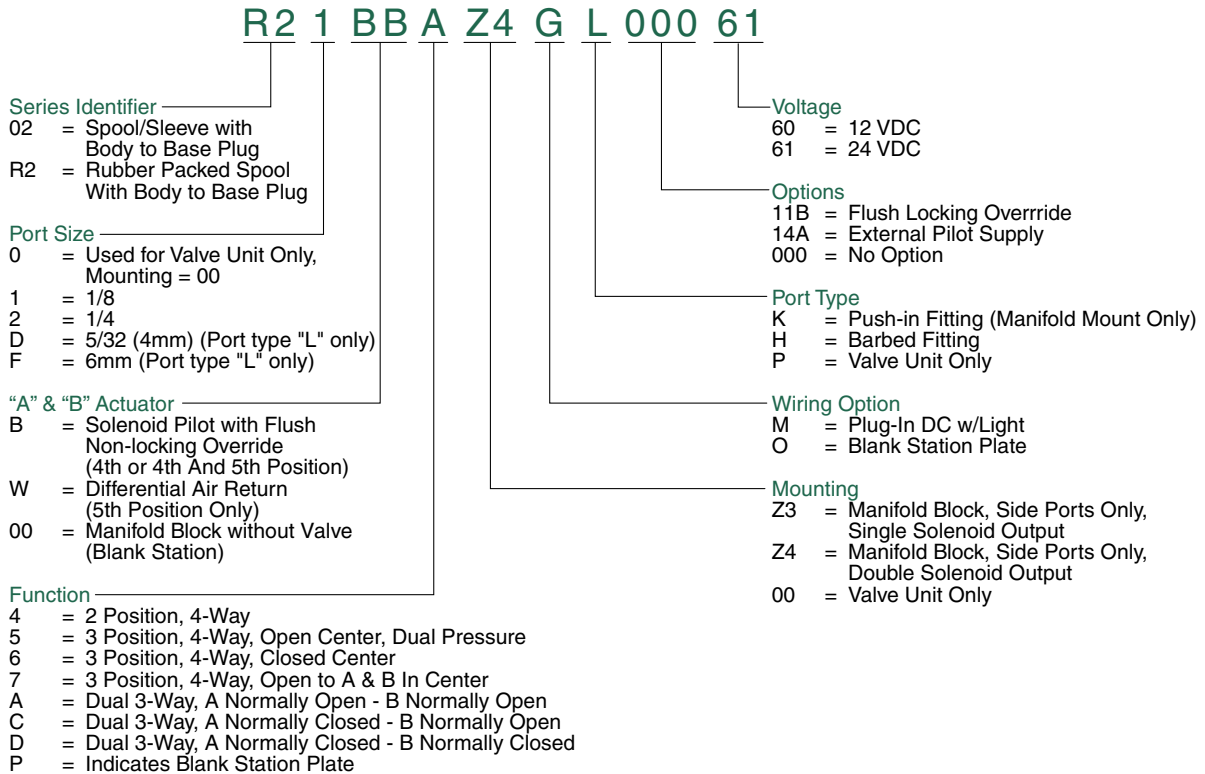 R2 1 BB A Z4 G L 000 61
Series Identifier
02 = Spool/Sleeve with
Body to Base Plug
R2 = Rubber Packed Spool
With Body to Base Plug
Port Size
0 = Used for Valve Unit Only,
Mounting = 00
1 = 1/8
2 = 1/4
D = 5/32 (4mm) (Port type "L" only)
F = 6mm (Port type "L" only)
“A” & “B” Actuator
B = Solenoid Pilot with Flush
Non-locking Override
(4th or 4th And 5th Position)
W = Differential Air Return
(5th Position Only)
00 = Manifold Block without Valve
(Blank Station)
Function
4 = 2 Position, 4-Way
5 = 3 Position, 4-Way, Open Center, Dual Pressure
6 = 3 Position, 4-Way, Closed Center
7 = 3 Position, 4-Way, Open to A & B In Center
A = Dual 3-Way, A Normally Open - B Normally Open
C = Dual 3-Way, A Normally Closed - B Normally Open
D = Dual 3-Way, A Normally Closed - B Normally Closed
P = Indicates Blank Station Plate
Voltage
60 = 12 VDC
61 = 24 VDC
Options
11B = Flush Locking Overrride
14A = External Pilot Supply
000 = No Option
Port Type
K = Push-in Fitting (Manifold Mount Only)
H = Barbed Fitting
P = Valve Unit Only
Wiring Option
M = Plug-In DC w/Light
O = Blank Station Plate
Mounting
Z3 = Manifold Block, Side Ports Only,
Single Solenoid Output
Z4 = Manifold Block, Side Ports Only,
Double Solenoid Output
00 = Valve Unit Only